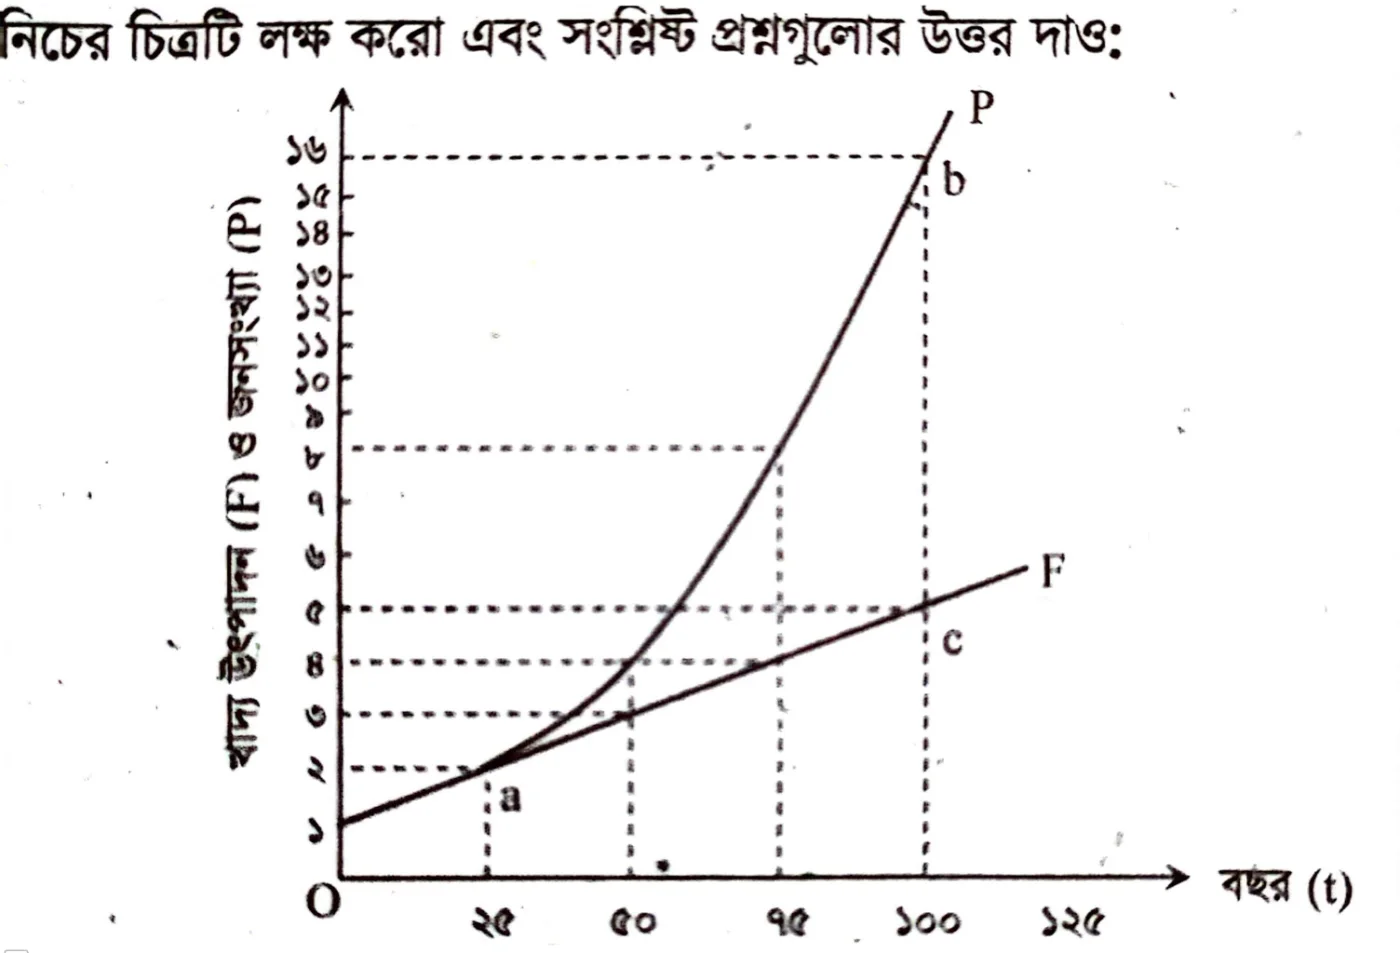 নিচের চিত্রটি লক্ষ করো এবং সংশ্লিষ্ট প্রশ্নগুলোর উত্তর দাও:
P
১৬
b
১৫
১৪
১৩
১২
১১
১০
৯
৮
৭
৬
৫
৪
৩
২
১
খাদ্য উৎপাদন (F) ও জনসংখ্যা (P)
F
c
a
O
২৫ ৫০ ৭৫ ১০০ ১২৫
বছর (t)